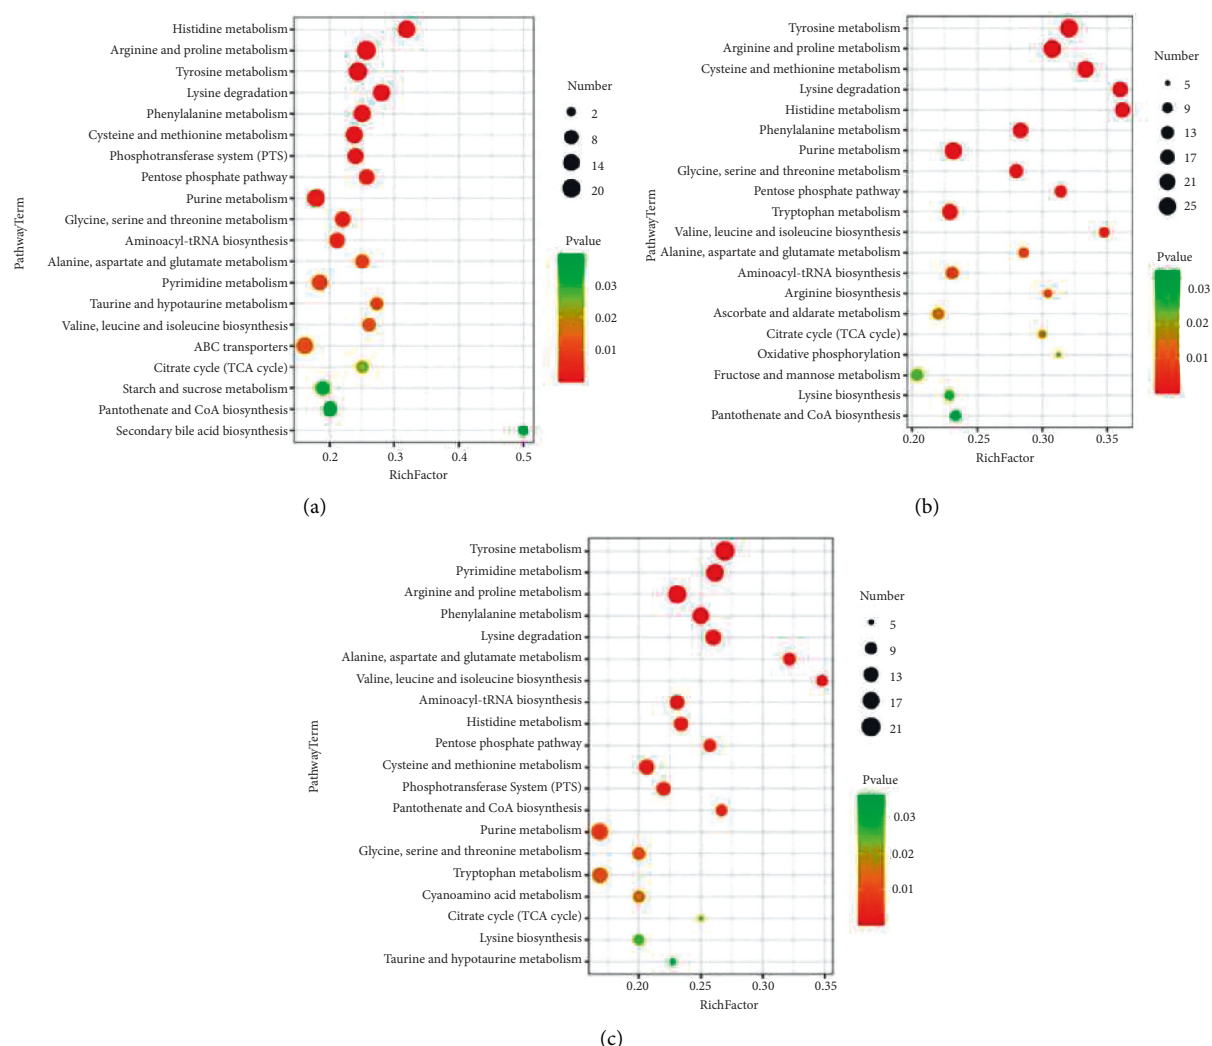 Histidine metabolism
Arginine and proline metabolism
Tyrosine metabolism
Lysine degradation
Phenylalanine metabolism
Cysteine and methionine metabolism
Phosphotransferase system (PTS)
Pentose phosphate pathway
Purine metabolism
Glycine, serine and threonine metabolism
Aminoacyl-tRNA biosynthesis
Alanine, aspartate and glutamate metabolism
Pyrimidine metabolism
Taurine and hypotaurine metabolism
Valine, leucine and isoleucine biosynthesis
ABC transporters
Citrate cycle (TCA cycle)
Starch and sucrose metabolism
Pantothenate and CoA biosynthesis
Secondary bile acid biosynthesis
PathwayTerm
0.2 0.3 0.4 0.5
RichFactor
Number
2
8
14
20
Pvalue
0.03
0.02
0.01
(a)
Tyrosine metabolism
Arginine and proline metabolism
Cysteine and methionine metabolism
Lysine degradation
Histidine metabolism
Phenylalanine metabolism
Purine metabolism
Glycine, serine and threonine metabolism
Pentose phosphate pathway
Tryptophan metabolism
Valine, leucine and isoleucine biosynthesis
Alanine, aspartate and glutamate metabolism
Aminoacyl-tRNA biosynthesis
Arginine biosynthesis
Ascorbate and aldarate metabolism
Citrate cycle (TCA cycle)
Oxidative phosphorylation
Fructose and mannose metabolism
Lysine biosynthesis
Pantothenate and CoA biosynthesis
PathwayTerm
0.20 0.25 0.30 0.35
RichFactor
Number
5
9
13
17
21
25
Pvalue
0.03
0.02
0.01
(b)
Tyrosine metabolism
Pyrimidine metabolism
Arginine and proline metabolism
Phenylalanine metabolism
Lysine degradation
Alanine, aspartate and glutamate metabolism
Valine, leucine and isoleucine biosynthesis
Aminoacyl-tRNA biosynthesis
Histidine metabolism
Pentose phosphate pathway
Cysteine and methionine metabolism
Phosphotransferase System (PTS)
Pantothenate and CoA biosynthesis
Purine metabolism
Glycine, serine and threonine metabolism
Tryptophan metabolism
Cyanoamino acid metabolism
Citrate cycle (TCA cycle)
Lysine biosynthesis
Taurine and hypotaurine metabolism
PathwayTerm
0.20 0.25 0.30 0.35
RichFactor
Number
5
9
13
17
21
Pvalue
0.03
0.02
0.01
(c)